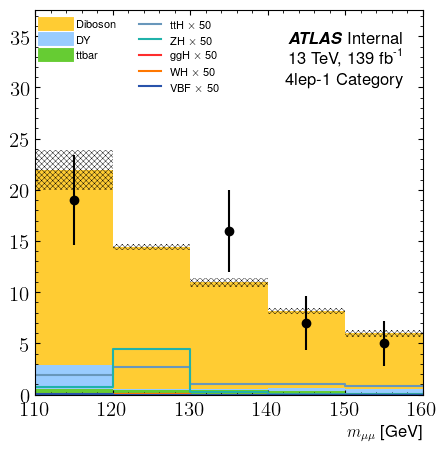 Diboson
DY
ttbar
ttH × 50
ZH × 50
ggH × 50
WH × 50
VBF × 50
ATLAS Internal
13 TeV, 139 fb⁻¹
4lep-1 Category
35
30
25
20
15
10
5
0
110 120 130 140 150 160
m_μμ [GeV]